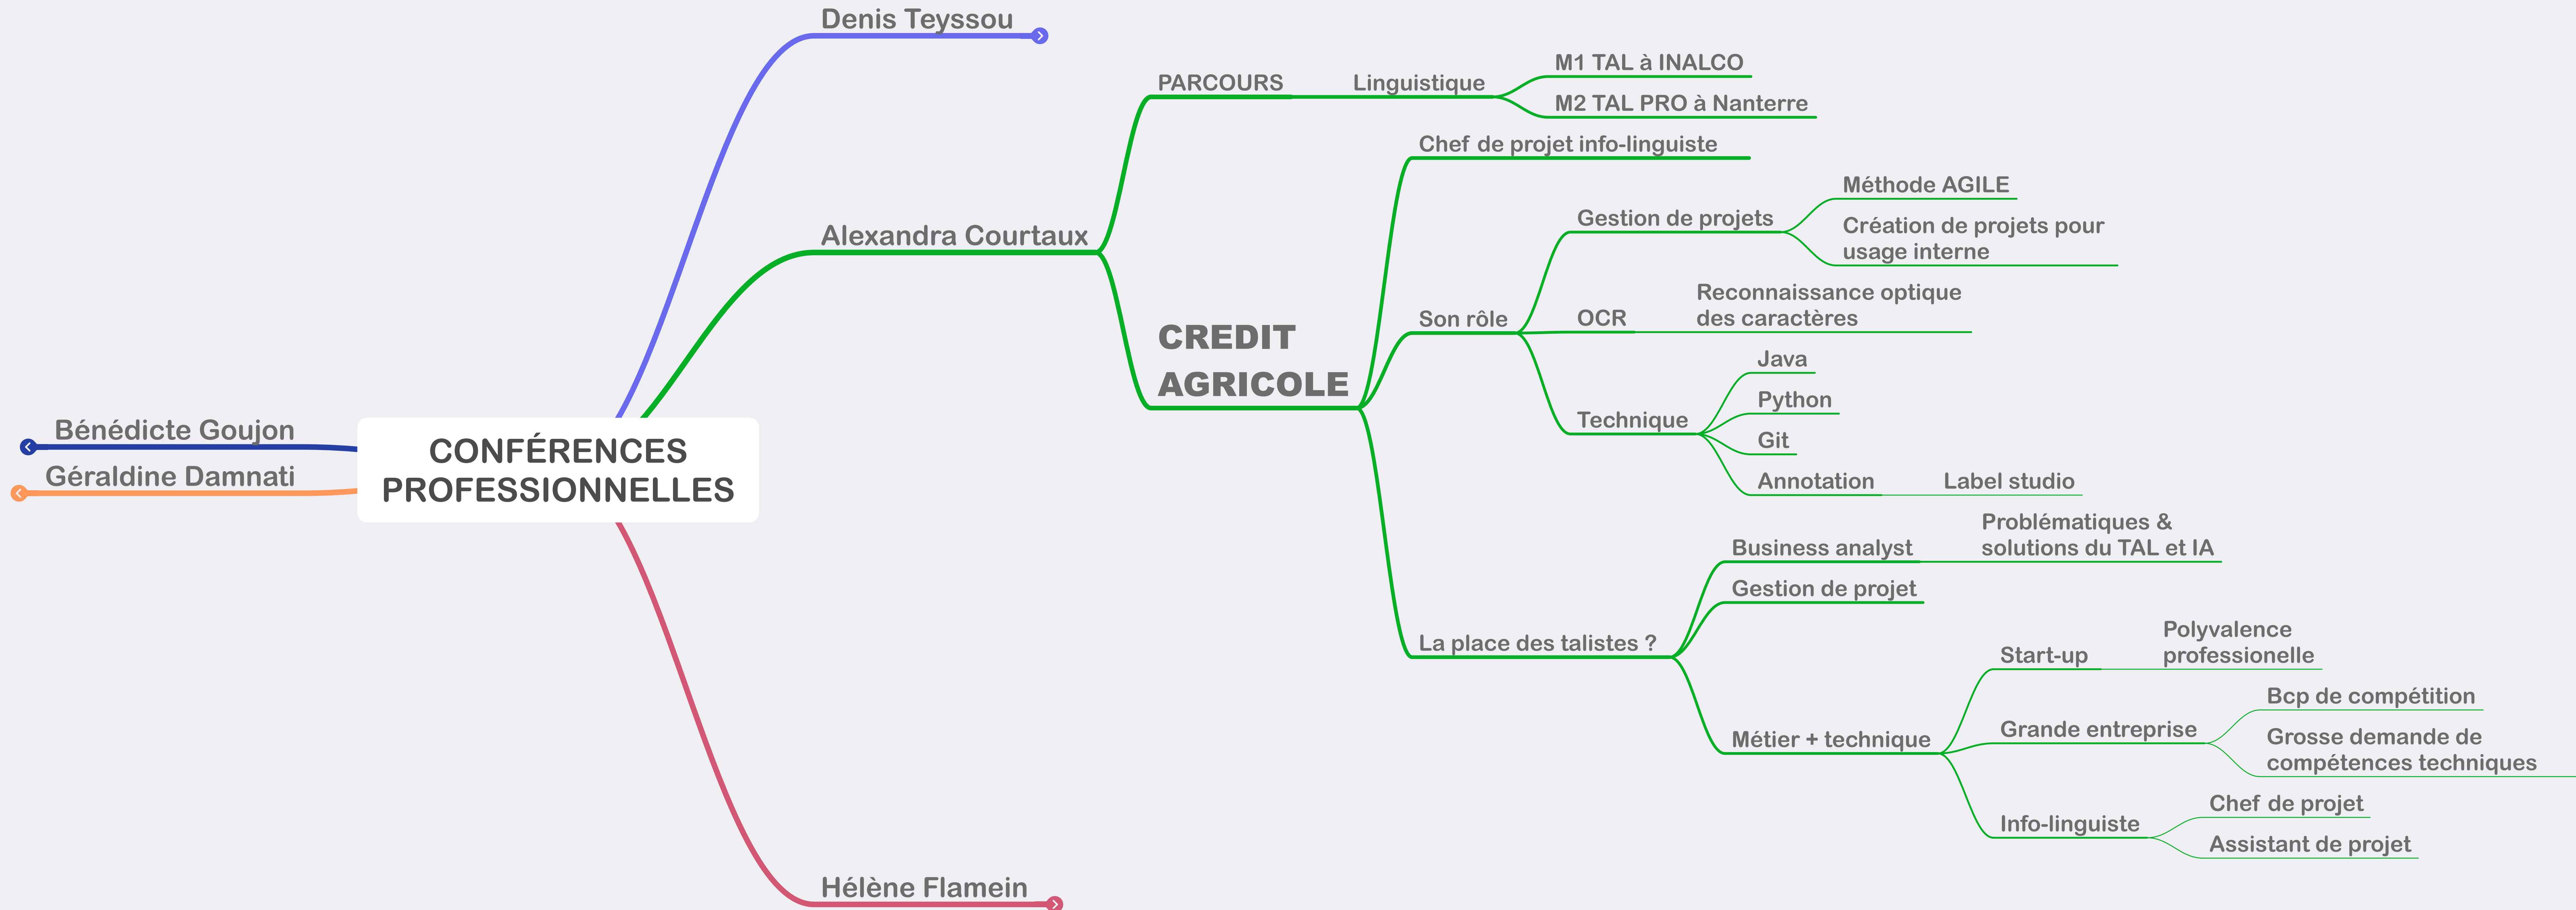 Denis Teyssou
Alexandra Courtaux
PARCOURS
Linguistique
M1 TAL à INALCO
M2 TAL PRO à Nanterre
CREDIT
AGRICOLE
Chef de projet info-linguiste
Son rôle
Gestion de projets
Méthode AGILE
Création de projets pour
usage interne
OCR
Reconnaissance optique
des caractères
Technique
Java
Python
Git
Annotation
Label studio
La place des talistes ?
Business analyst
Problématiques &
solutions du TAL et IA
Gestion de projet
Métier + technique
Start-up
Polyvalence
professionelle
Grande entreprise
Bcp de compétition
Grosse demande de
compétences techniques
Info-linguiste
Chef de projet
Assistant de projet
Bénédicte Goujon
Géraldine Damnati
CONFÉRENCES
PROFESSIONNELLES
Hélène Flamein